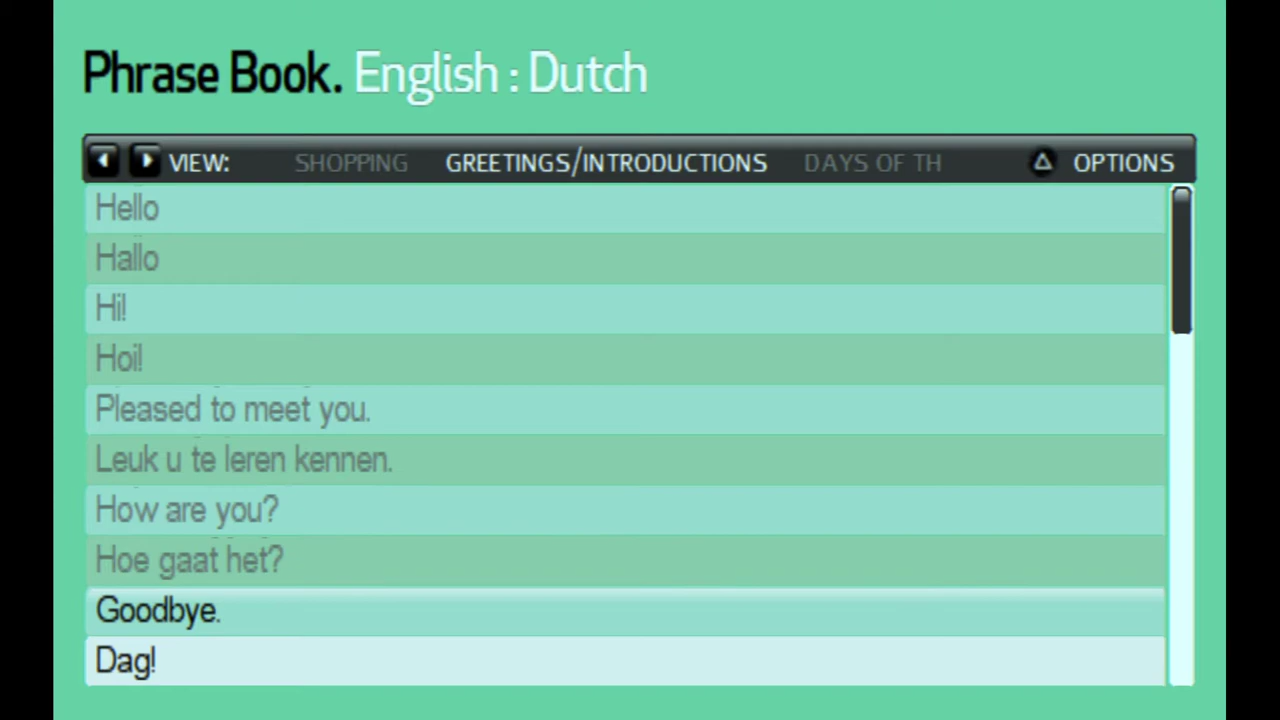 Phrase Book. English : Dutch
VIEW: SHOPPING GREETINGS/INTRODUCTIONS DAYS OF TH OPTIONS
Hello
Hallo
Hi!
Hoi!
Pleased to meet you.
Leuk u te leren kennen.
How are you?
Hoe gaat het?
Goodbye.
Dag!